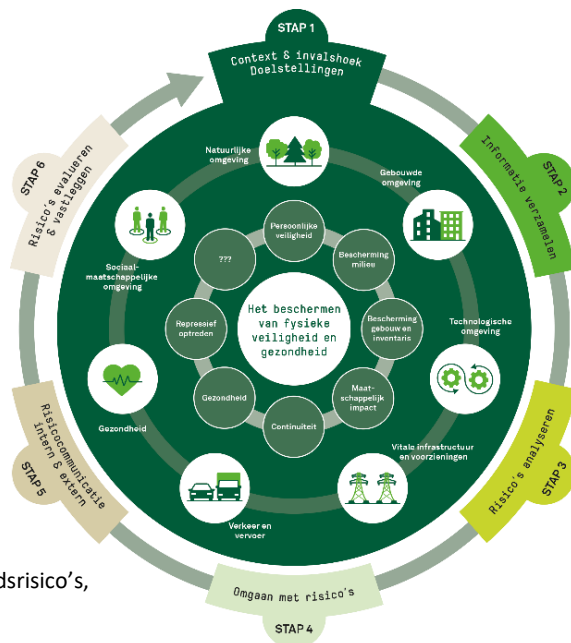 STAP 1
Context & invalshoek
Doelstellingen
STAP 2
Informatie verzamelen
STAP 3
Risico's analyseren
Omgaan met risico's
STAP 4
STAP 5
Risicocommunicatie
intern & extern
STAP 6
Risico's evalueren
& vastleggen
Natuurlijke
omgeving
Gebouwde
omgeving
Technologische
omgeving
Vitale infrastructuur
en voorzieningen
Verkeer en
vervoer
Gezondheid
Sociaal-
maatschappelijke
omgeving
Persoonlijke
veiligheid
Bescherming
milieu
Bescherming
gebouw en
inventaris
Maat-
schappelijk
impact
Continuïteit
Gezondheid
Repressief
optreden
???
Het beschermen
van fysieke
veiligheid en
gezondheid
dsrisico's,